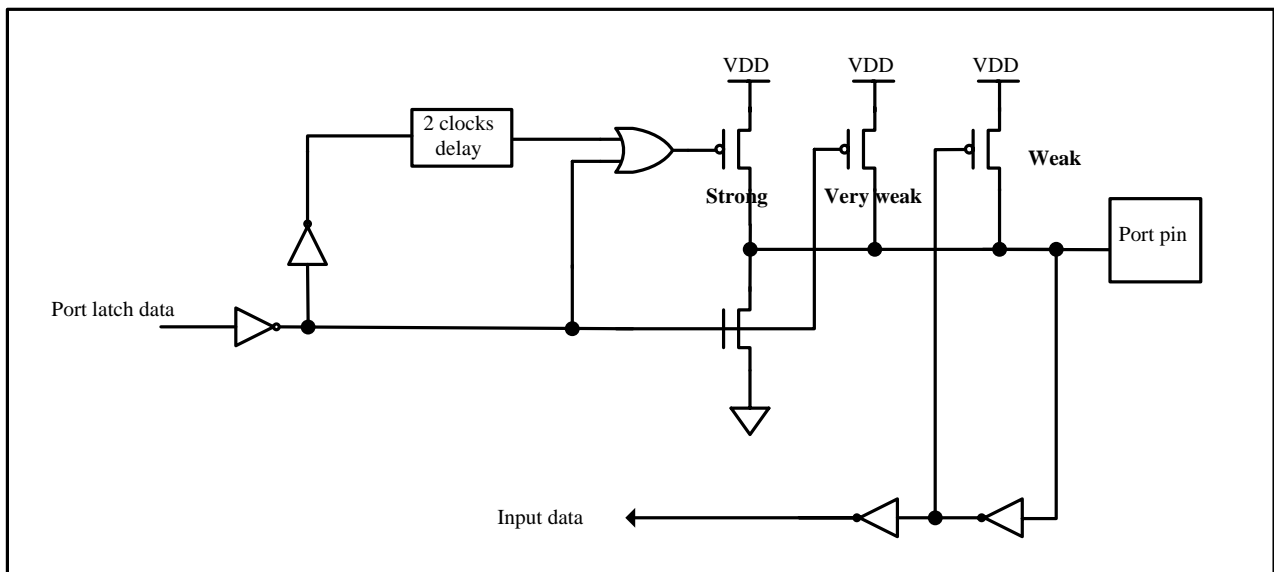 VDD
VDD
VDD
2 clocks
delay
Weak
Strong
Very weak
Port pin
Port latch data
Input data